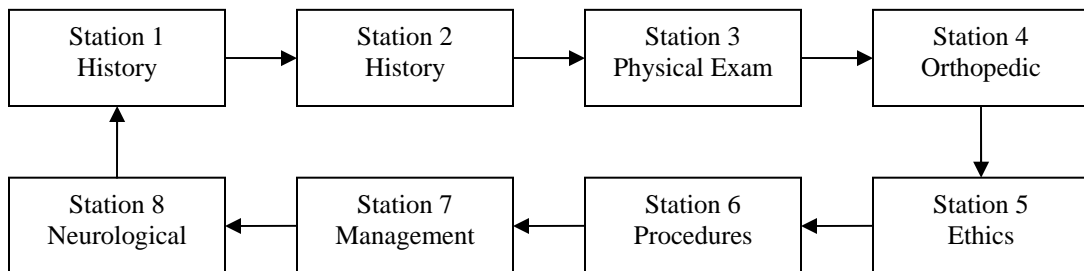 Station 1
History
Station 2
History
Station 3
Physical Exam
Station 4
Orthopedic
Station 5
Ethics
Station 6
Procedures
Station 7
Management
Station 8
Neurological